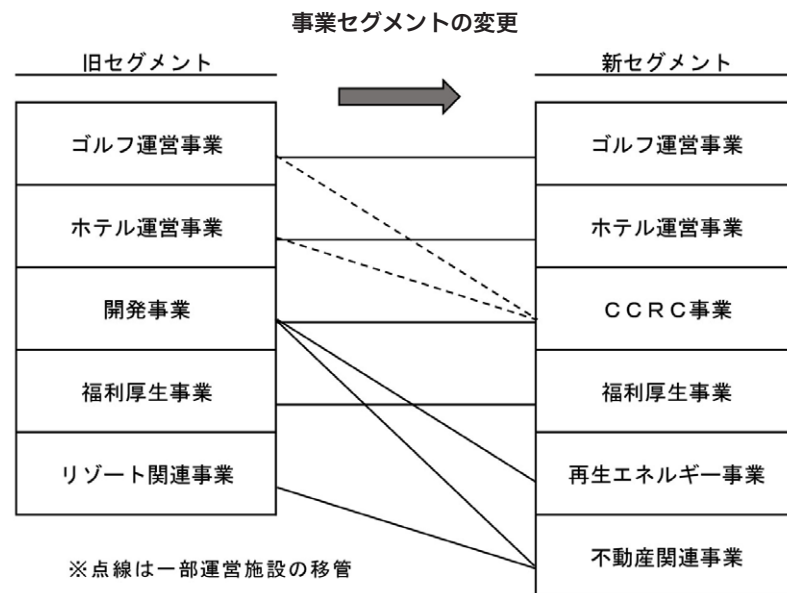 事業セグメントの変更
旧セグメント
新セグメント
ゴルフ運営事業
ゴルフ運営事業
ホテル運営事業
ホテル運営事業
開発事業
ＣＣＲＣ事業
福利厚生事業
福利厚生事業
リゾート関連事業
再生エネルギー事業
不動産関連事業
※点線は一部運営施設の移管